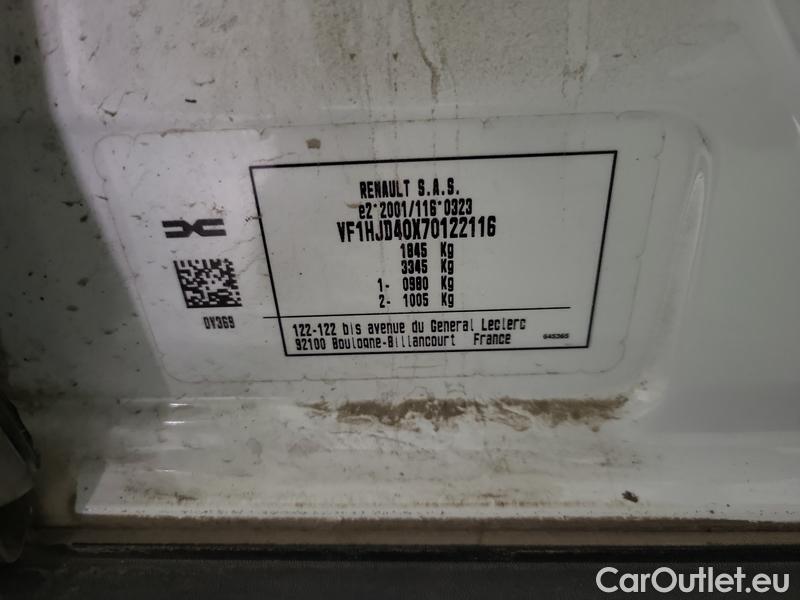 RENAULT S.A.S.
e2*2001/116*0323
VF1HJD40X70122116
1845 Kg
3345 Kg
1- 0980 Kg
2- 1005 Kg
0V369
122-122 bis avenue du General Leclerc
92100 Boulogne-Billancourt France
645365
CarOutlet.eu